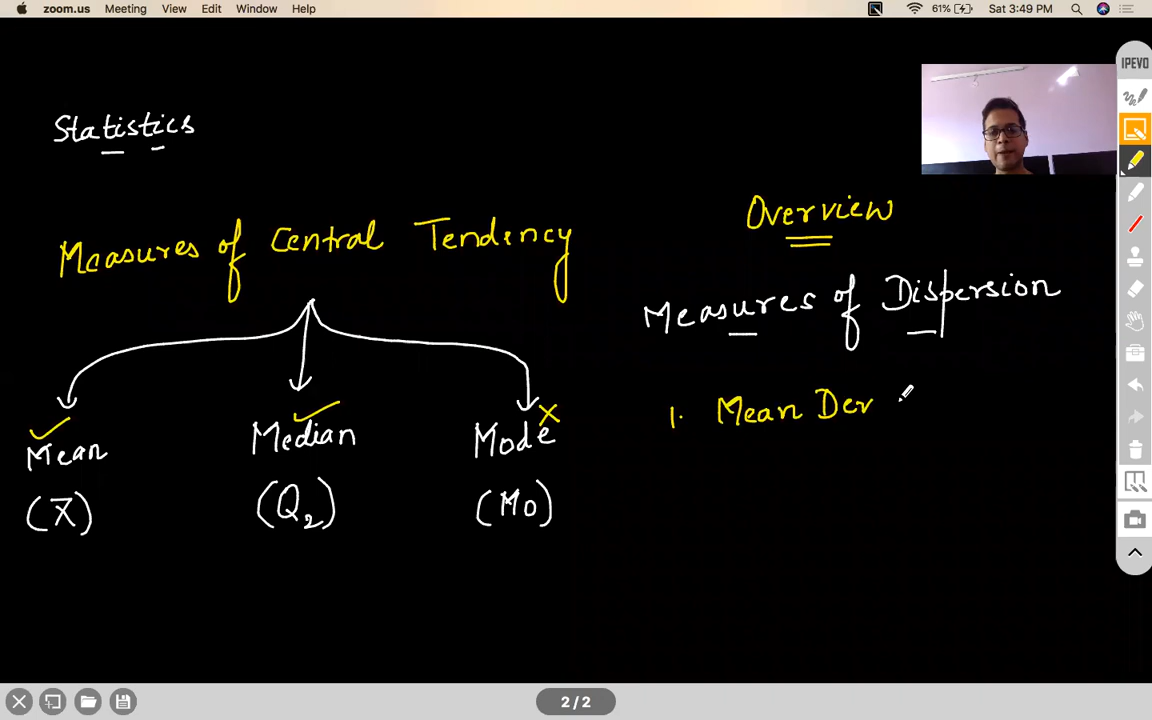 zoom.us Meeting View Edit Window Help 61% Sat 3:49 PM
IPEVO
Statistics
Measures of Central Tendency
Mean Median Mode
(X̄) (Q₂) (Mo)
Overview
Measures of Dispersion
1. Mean Dev
2/2